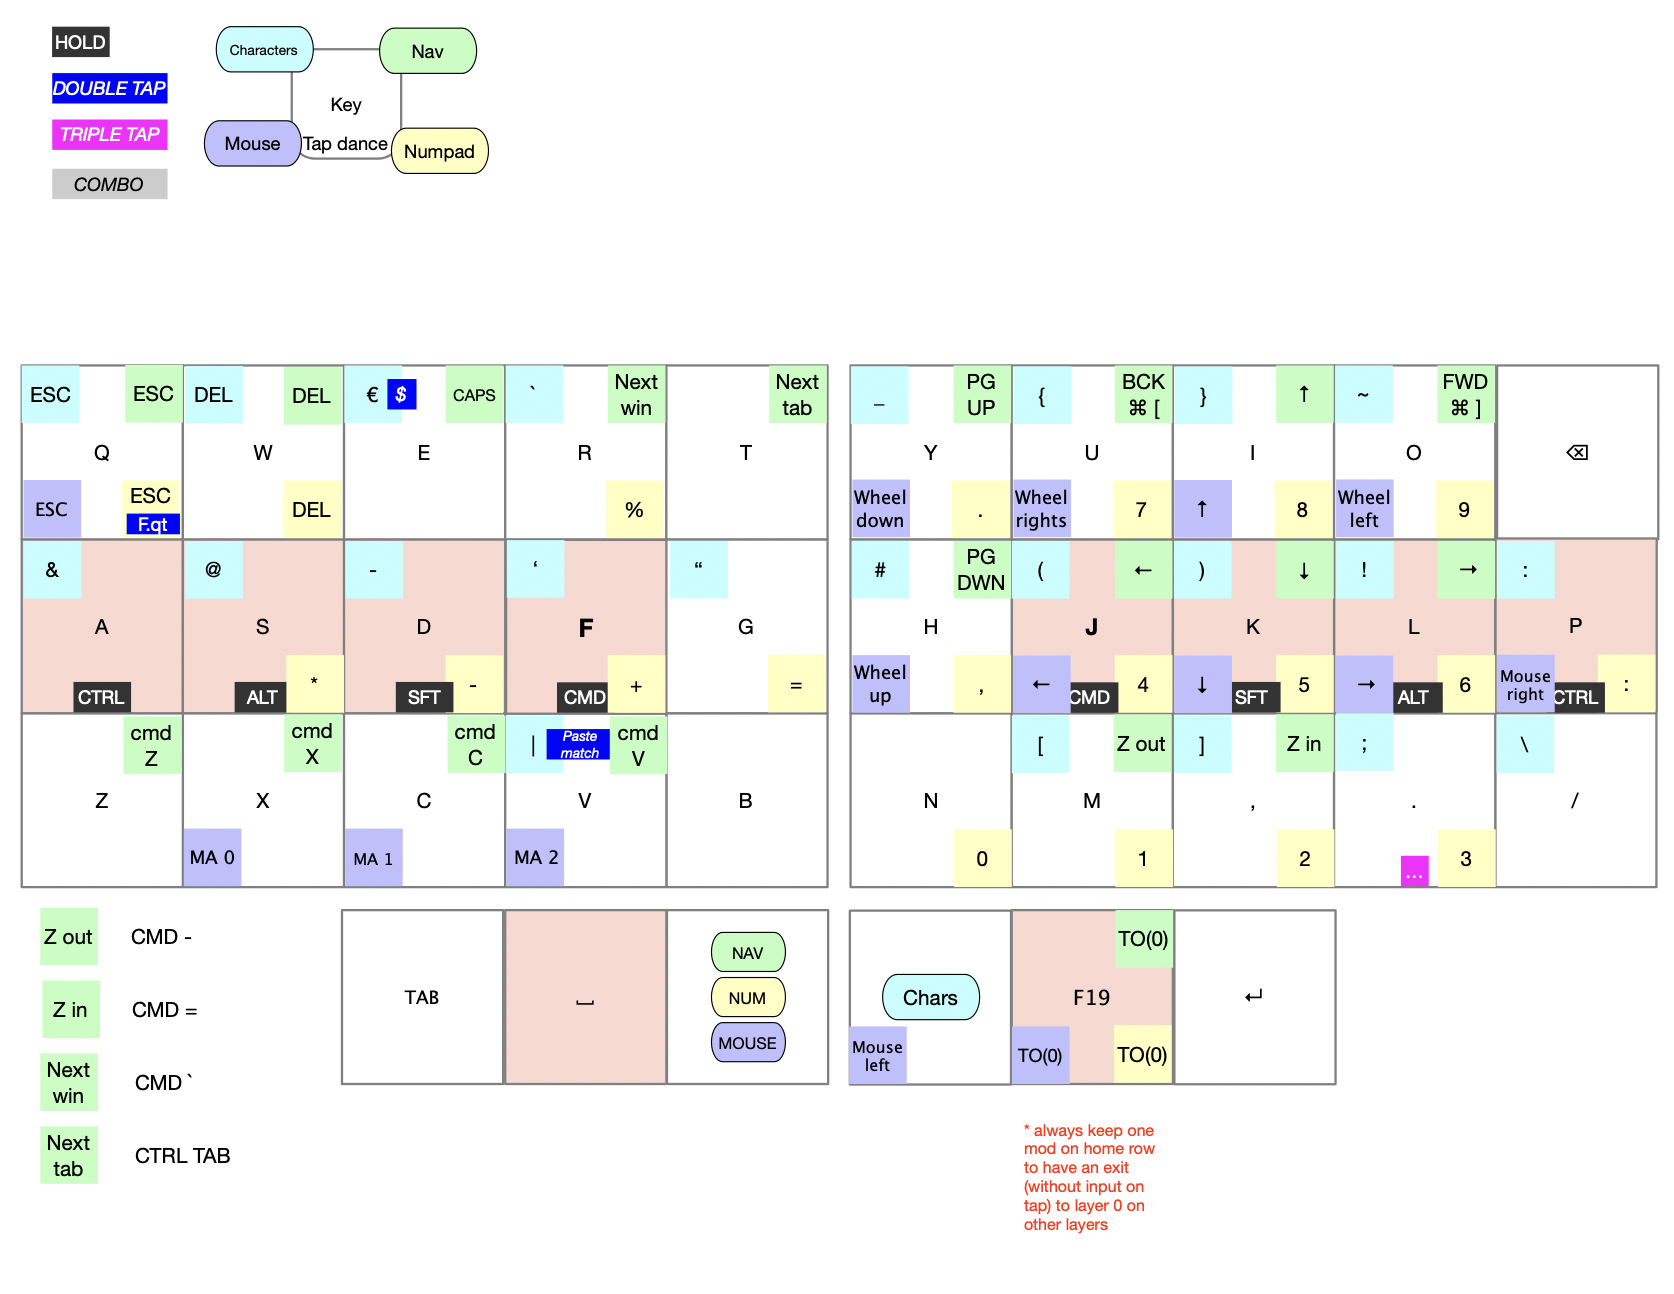 HOLD
DOUBLE TAP
TRIPLE TAP
COMBO
Characters
Nav
Key
Mouse
Tap dance
Numpad
ESC
ESC
Q
ESC
ESC
F.qt
DEL
DEL
W
DEL
€
$
CAPS
E
`
Next
win
R
%
Next
tab
T
_
PG
UP
Y
Wheel
down
.
{
BCK
⌘ [
U
Wheel
rights
7
}
↑
I
↑
8
~
FWD
⌘ ]
O
Wheel
left
9
⌫
&
A
CTRL
@
S
ALT
*
-
D
SFT
-
‘
F
CMD
+
“
G
=
#
PG
DWN
H
Wheel
up
,
(
←
J
←
CMD
4
)
↓
K
↓
SFT
5
!
→
L
→
ALT
6
:
P
Mouse
right
CTRL
:
cmd
Z
Z
cmd
X
X
MA 0
cmd
C
C
MA 1
|
Paste
match
cmd
V
V
MA 2
B
N
0
[
Z out
M
1
]
Z in
,
2
;
.
...
3
\
/
Z out
CMD -
Z in
CMD =
Next
win
CMD `
Next
tab
CTRL TAB
TAB
⎵
NAV
NUM
MOUSE
Chars
Mouse
left
TO(0)
F19
TO(0)
TO(0)
↵
* always keep one
mod on home row
to have an exit
(without input on
tap) to layer 0 on
other layers